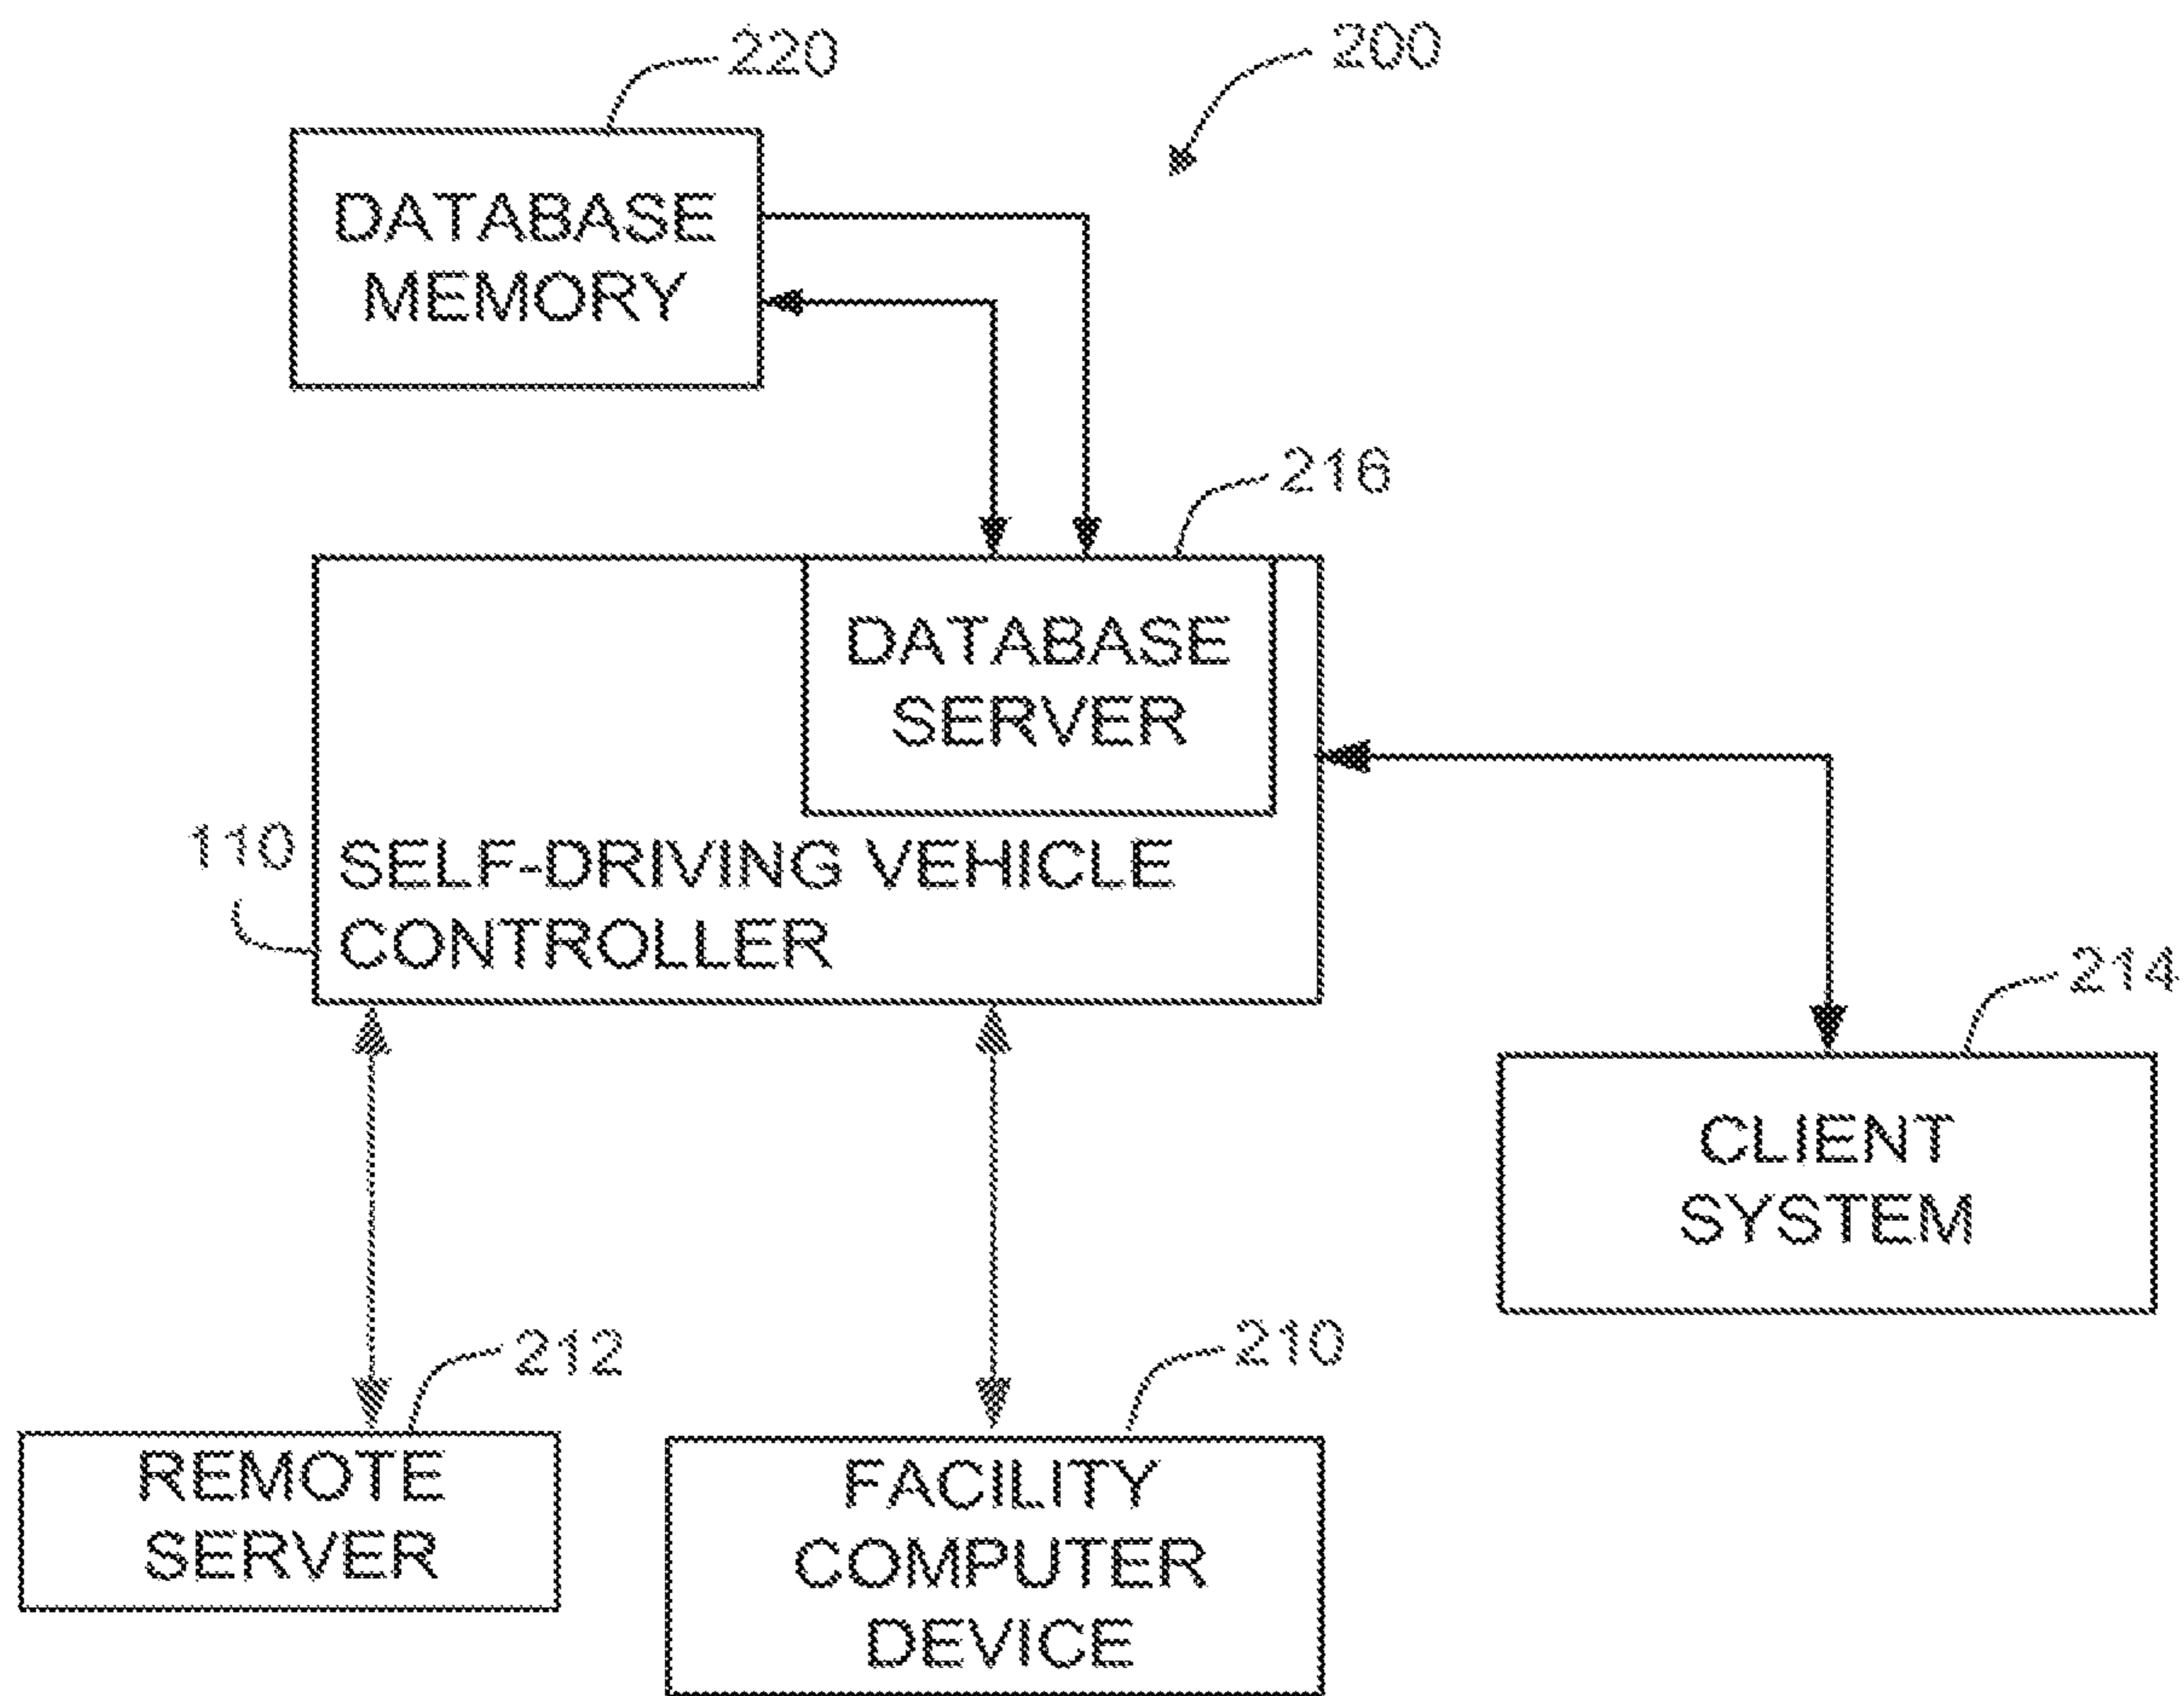 220
200
DATABASE
MEMORY
216
DATABASE
SERVER
110
SELF-DRIVING VEHICLE
CONTROLLER
214
CLIENT
SYSTEM
212
210
REMOTE
SERVER
FACILITY
COMPUTER
DEVICE